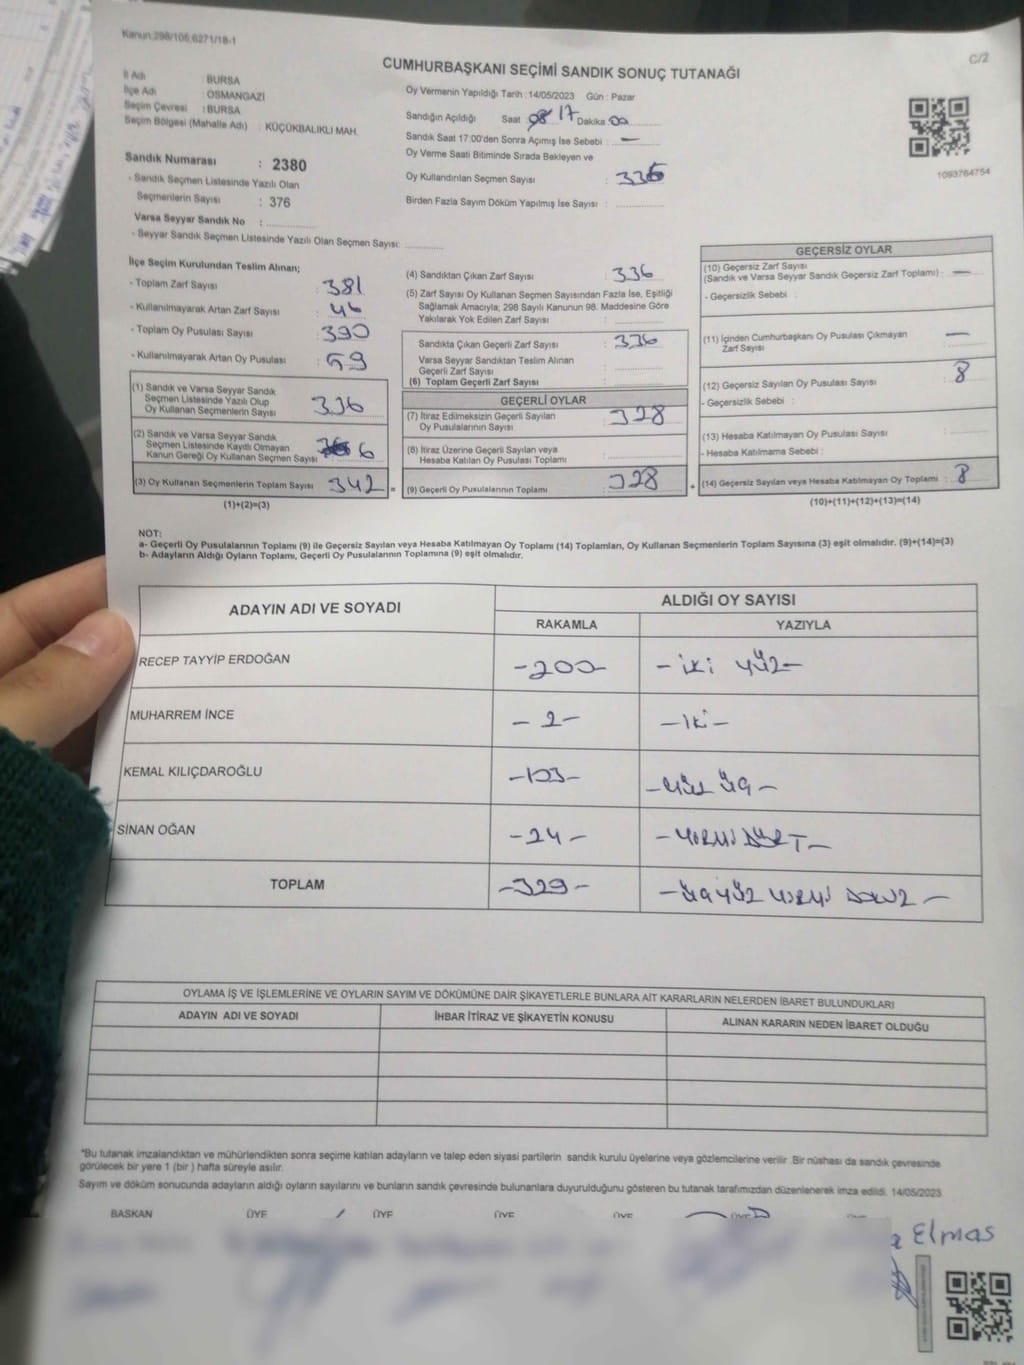 Kanun:298/105,6271/18-1
C/2
CUMHURBAŞKANI SEÇİMİ SANDIK SONUÇ TUTANAĞI
İl Adı : BURSA
İlçe Adı : OSMANGAZİ
Seçim Çevresi : BURSA
Seçim Bölgesi (Mahalle Adı) : KÜÇÜKBALIKLI MAH.
Sandık Numarası : 2380
- Sandık Seçmen Listesinde Yazılı Olan
Seçmenlerin Sayısı : 376
Varsa Seyyar Sandık No :
- Seyyar Sandık Seçmen Listesinde Yazılı Olan Seçmen Sayısı:
Oy Vermenin Yapıldığı Tarih : 14/05/2023 Gün : Pazar
Sandığın Açıldığı Saat 17 Dakika 00
Sandık Saat 17:00'den Sonra Açımış İse Sebebi : —
Oy Verme Saati Bitiminde Sırada Bekleyen ve
Oy Kullandırılan Seçmen Sayısı : 336
Birden Fazla Sayım Döküm Yapılmış İse Sayısı :
1093764754
İlçe Seçim Kurulundan Teslim Alınan;
- Toplam Zarf Sayısı : 381
- Kullanılmayarak Artan Zarf Sayısı : 46
- Toplam Oy Pusulası Sayısı : 390
- Kullanılmayarak Artan Oy Pusulası : 59
(1) Sandık ve Varsa Seyyar Sandık
Seçmen Listesinde Yazılı Olup
Oy Kullanan Seçmenlerin Sayısı 336
(2) Sandık ve Varsa Seyyar Sandık
Seçmen Listesinde Kayıtlı Olmayan
Kanun Gereği Oy Kullanan Seçmen Sayısı : 6
(3) Oy Kullanan Seçmenlerin Toplam Sayısı : 342 =
(1)+(2)=(3)
(4) Sandıktan Çıkan Zarf Sayısı : 336
(5) Zarf Sayısı Oy Kullanan Seçmen Sayısından Fazla İse, Eşitliği
Sağlamak Amacıyla; 298 Sayılı Kanunun 98. Maddesine Göre
Yakılarak Yok Edilen Zarf Sayısı :
Sandıkta Çıkan Geçerli Zarf Sayısı : 336
Varsa Seyyar Sandıktan Teslim Alınan
Geçerli Zarf Sayısı :
(6) Toplam Geçerli Zarf Sayısı :
GEÇERLİ OYLAR
(7) İtiraz Edilmeksizin Geçerli Sayılan
Oy Pusulalarının Sayısı : 328
(8) İtiraz Üzerine Geçerli Sayılan veya
Hesaba Katılan Oy Pusulası Toplamı :
(9) Geçerli Oy Pusulalarının Toplamı : 328 +
GEÇERSİZ OYLAR
(10) Geçersiz Zarf Sayısı
(Sandık ve Varsa Seyyar Sandık Geçersiz Zarf Toplamı) : —
- Geçersizlik Sebebi :
(11) İçinden Cumhurbaşkanı Oy Pusulası Çıkmayan
Zarf Sayısı : —
(12) Geçersiz Sayılan Oy Pusulası Sayısı : 8
- Geçersizlik Sebebi :
(13) Hesaba Katılmayan Oy Pusulası Sayısı :
- Hesaba Katılmama Sebebi :
(14) Geçersiz Sayılan veya Hesaba Katılmayan Oy Toplamı : 8
(10)+(11)+(12)+(13)=(14)
NOT:
a- Geçerli Oy Pusulalarının Toplamı (9) ile Geçersiz Sayılan veya Hesaba Katılmayan Oy Toplamı (14) Toplamları, Oy Kullanan Seçmenlerin Toplam Sayısına (3) eşit olmalıdır. (9)+(14)=(3)
b- Adayların Aldığı Oyların Toplamı, Geçerli Oy Pusulalarının Toplamına (9) eşit olmalıdır.
ADAYIN ADI VE SOYADI
ALDIĞI OY SAYISI
RAKAMLA YAZIYLA
RECEP TAYYİP ERDOĞAN -200- - iki yüz -
MUHARREM İNCE - 2 - - iki -
KEMAL KILIÇDAROĞLU -103- - yüz üç -
SİNAN OĞAN - 24 - - YİRMİ DÖRT -
TOPLAM -329- - üçyüz yirmi dokuz -
OYLAMA İŞ VE İŞLEMLERİNE VE OYLARIN SAYIM VE DÖKÜMÜNE DAİR ŞİKAYETLERLE BUNLARA AİT KARARLARIN NELERDEN İBARET BULUNDUKLARI
ADAYIN ADI VE SOYADI İHBAR İTİRAZ VE ŞİKAYETİN KONUSU ALINAN KARARIN NEDEN İBARET OLDUĞU
*Bu tutanak imzalandıktan ve mühürlendikten sonra seçime katılan adayların ve talep eden siyasi partilerin sandık kurulu üyelerine veya gözlemcilerine verilir .Bir nüshası da sandık çevresinde
görülecek bir yere 1 (bir ) hafta süreyle asılır.
Sayım ve döküm sonucunda adayların aldığı oyların sayılarını ve bunların sandık çevresinde bulunanlara duyurulduğunu gösteren bu tutanak tarafımızdan düzenlenerek imza edildi. 14/05/2023
BAŞKAN ÜYE ÜYE ÜYE ÜYE ÜYE
Elmas